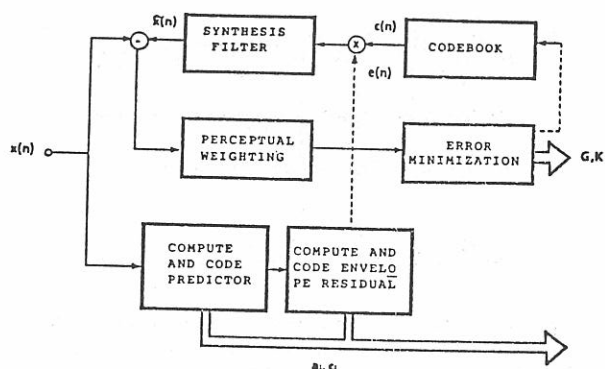 x̂(n)
SYNTHESIS
FILTER
c(n)
CODEBOOK
-
x
e(n)
x(n)
PERCEPTUAL
WEIGHTING
ERROR
MINIMIZATION
G,K
COMPUTE
AND CODE
PREDICTOR
COMPUTE AND
CODE ENVELO
PE RESIDUAL